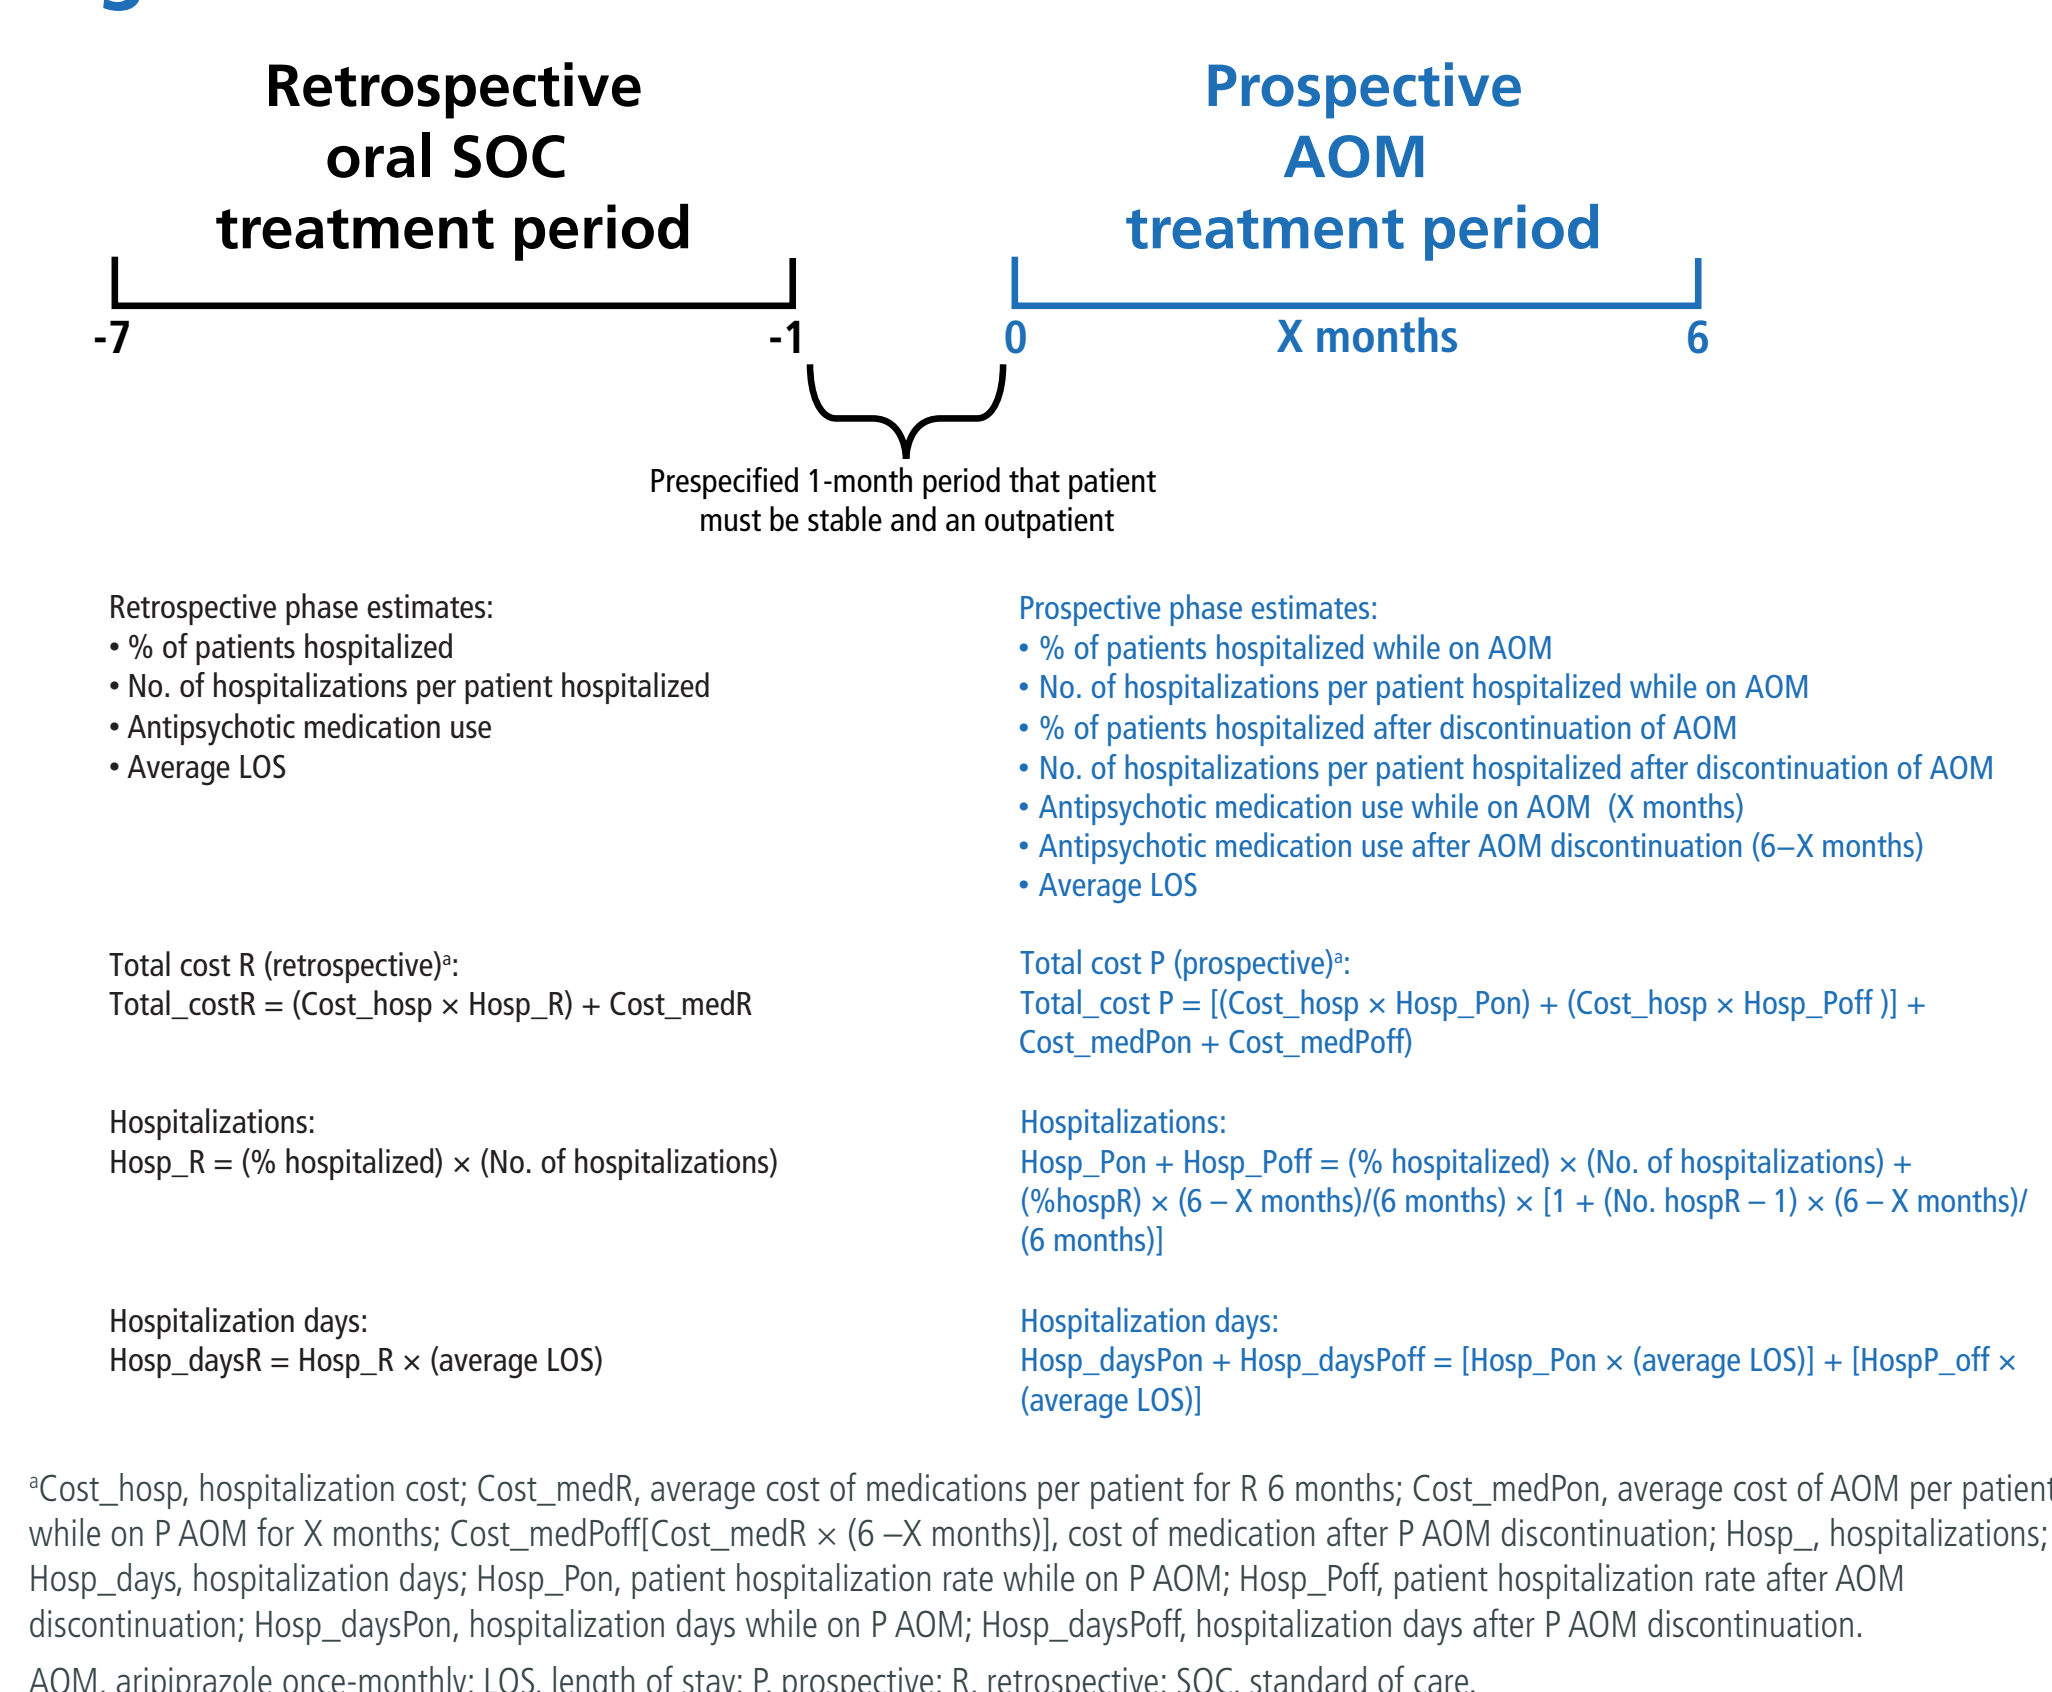 Retrospective
oral SOC
treatment period
-7
-1
Prospective
AOM
treatment period
0
X months
6
Prespecified 1-month period that patient
must be stable and an outpatient
Retrospective phase estimates:
• % of patients hospitalized
• No. of hospitalizations per patient hospitalized
• Antipsychotic medication use
• Average LOS
Prospective phase estimates:
• % of patients hospitalized while on AOM
• No. of hospitalizations per patient hospitalized while on AOM
• % of patients hospitalized after discontinuation of AOM
• No. of hospitalizations per patient hospitalized after discontinuation of AOM
• Antipsychotic medication use while on AOM (X months)
• Antipsychotic medication use after AOM discontinuation (6–X months)
• Average LOS
Total cost R (retrospective)ᵃ:
Total_costR = (Cost_hosp × Hosp_R) + Cost_medR
Total cost P (prospective)ᵃ:
Total_cost P = [(Cost_hosp × Hosp_Pon) + (Cost_hosp × Hosp_Poff )] +
Cost_medPon + Cost_medPoff)
Hospitalizations:
Hosp_R = (% hospitalized) × (No. of hospitalizations)
Hospitalizations:
Hosp_Pon + Hosp_Poff = (% hospitalized) × (No. of hospitalizations) +
(%hospR) × (6 – X months)/(6 months) × [1 + (No. hospR – 1) × (6 – X months)/
(6 months)]
Hospitalization days:
Hosp_daysR = Hosp_R × (average LOS)
Hospitalization days:
Hosp_daysPon + Hosp_daysPoff = [Hosp_Pon × (average LOS)] + [HospP_off ×
(average LOS)]
ᵃCost_hosp, hospitalization cost; Cost_medR, average cost of medications per patient for R 6 months; Cost_medPon, average cost of AOM per patient
while on P AOM for X months; Cost_medPoff[Cost_medR × (6 –X months)], cost of medication after P AOM discontinuation; Hosp_, hospitalizations;
Hosp_days, hospitalization days; Hosp_Pon, patient hospitalization rate while on P AOM; Hosp_Poff, patient hospitalization rate after AOM
discontinuation; Hosp_daysPon, hospitalization days while on P AOM; Hosp_daysPoff, hospitalization days after P AOM discontinuation.
AOM, aripiprazole once-monthly; LOS, length of stay; P, prospective; R, retrospective; SOC, standard of care.